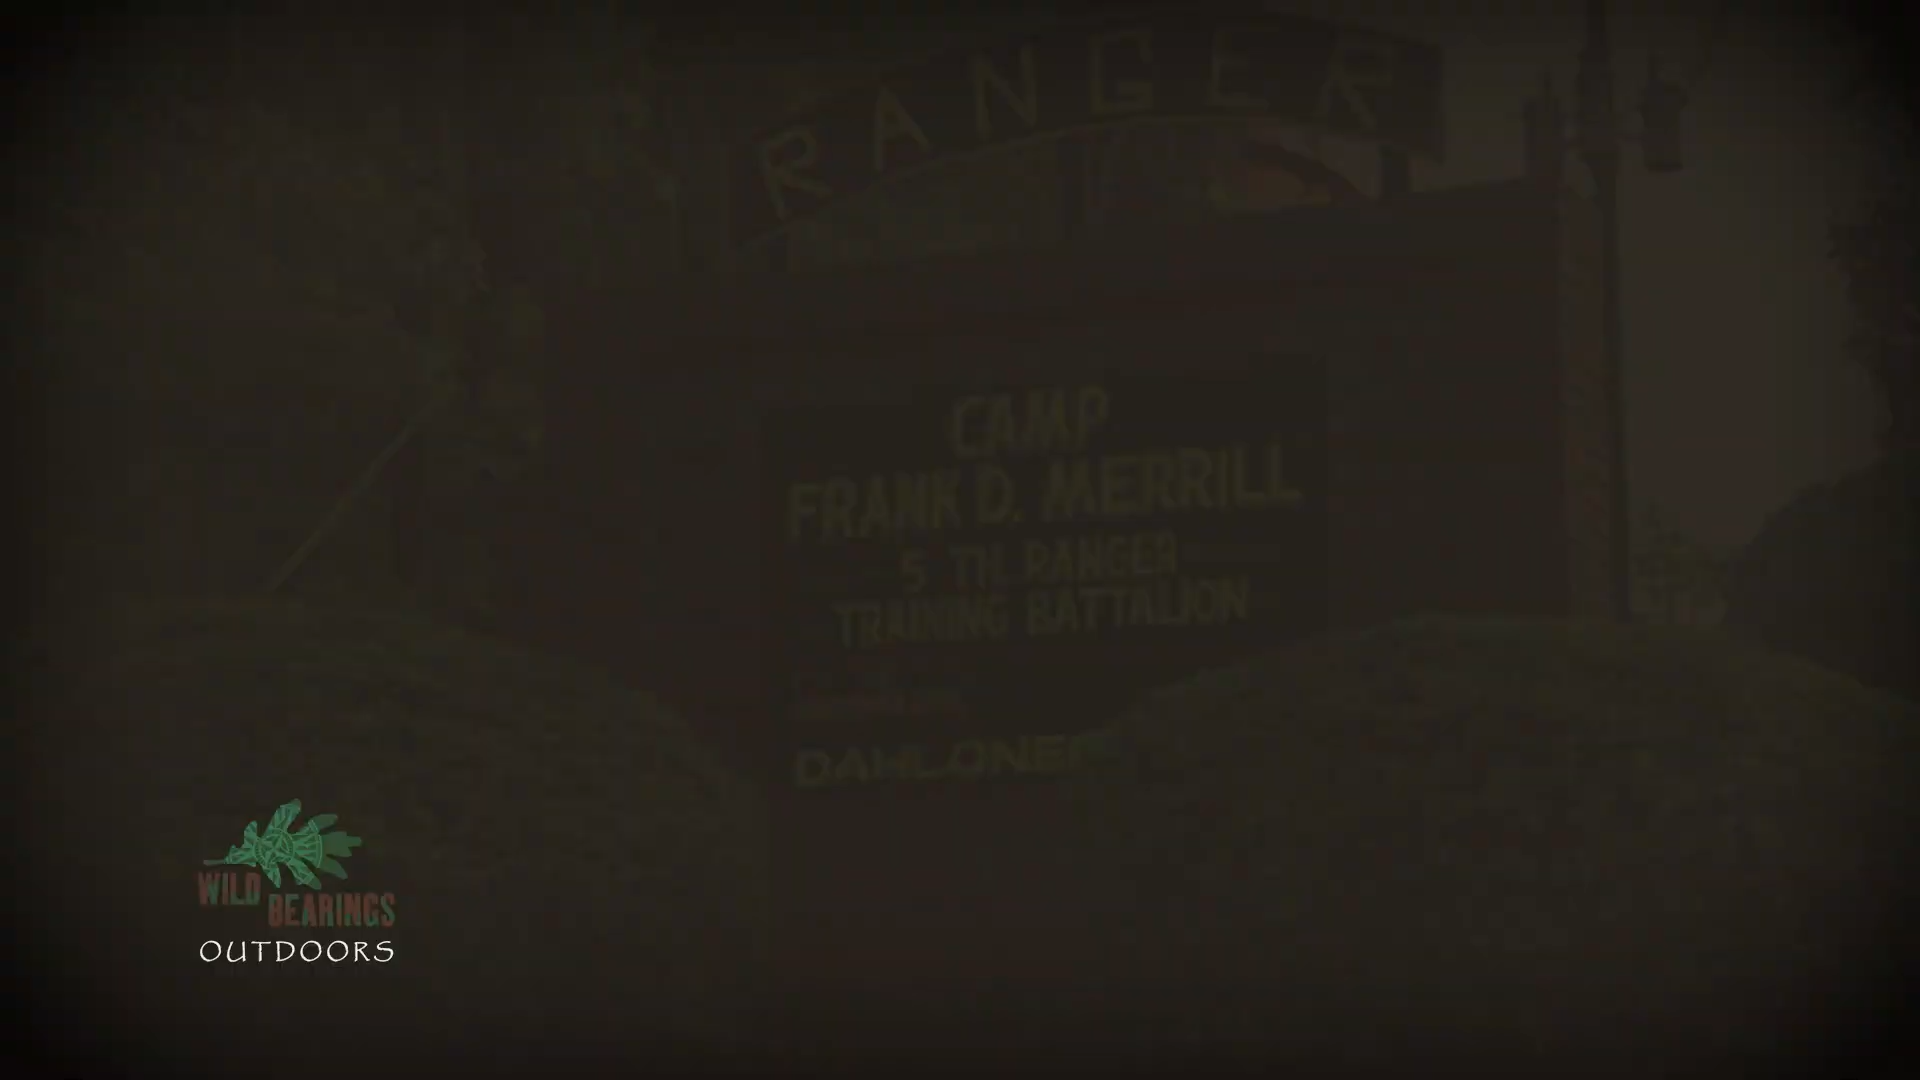 RANGER
CAMP
FRANK D. MERRILL
5 TH RANGER
TRAINING BATTALION
WILD
BEARINGS
OUTDOORS